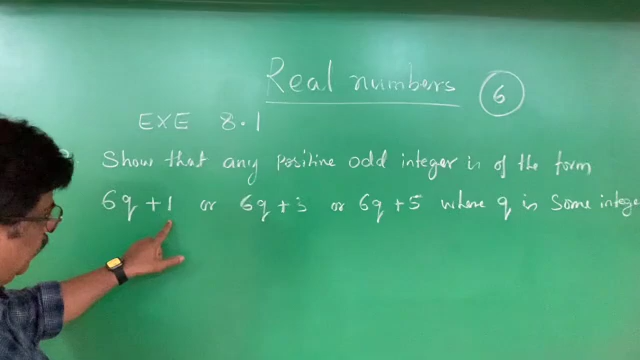 Real numbers 6
EXE 8.1
Show that any positive odd integer is of the form
6q + 1 or 6q + 3 or 6q + 5 where q is some intege